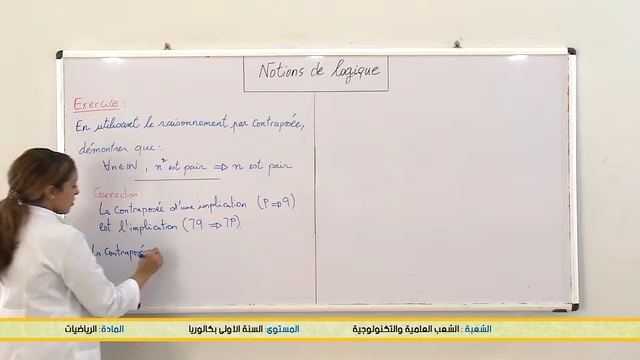 Notions de logique
Exercice :
En utilisant le raisonnement par contraposée,
démontrer que :
∀n∈ℕ, n² est pair ⇒ n est pair
Correction :
La contraposée d'une implication (P⇒q)
est l'implication (7q ⇒ 7P).
La contraposé
الشعبة : الشعب العلمية والتكنولوجية
المستوى: السنة الأولى بكالوريا
المادة: الرياضيات